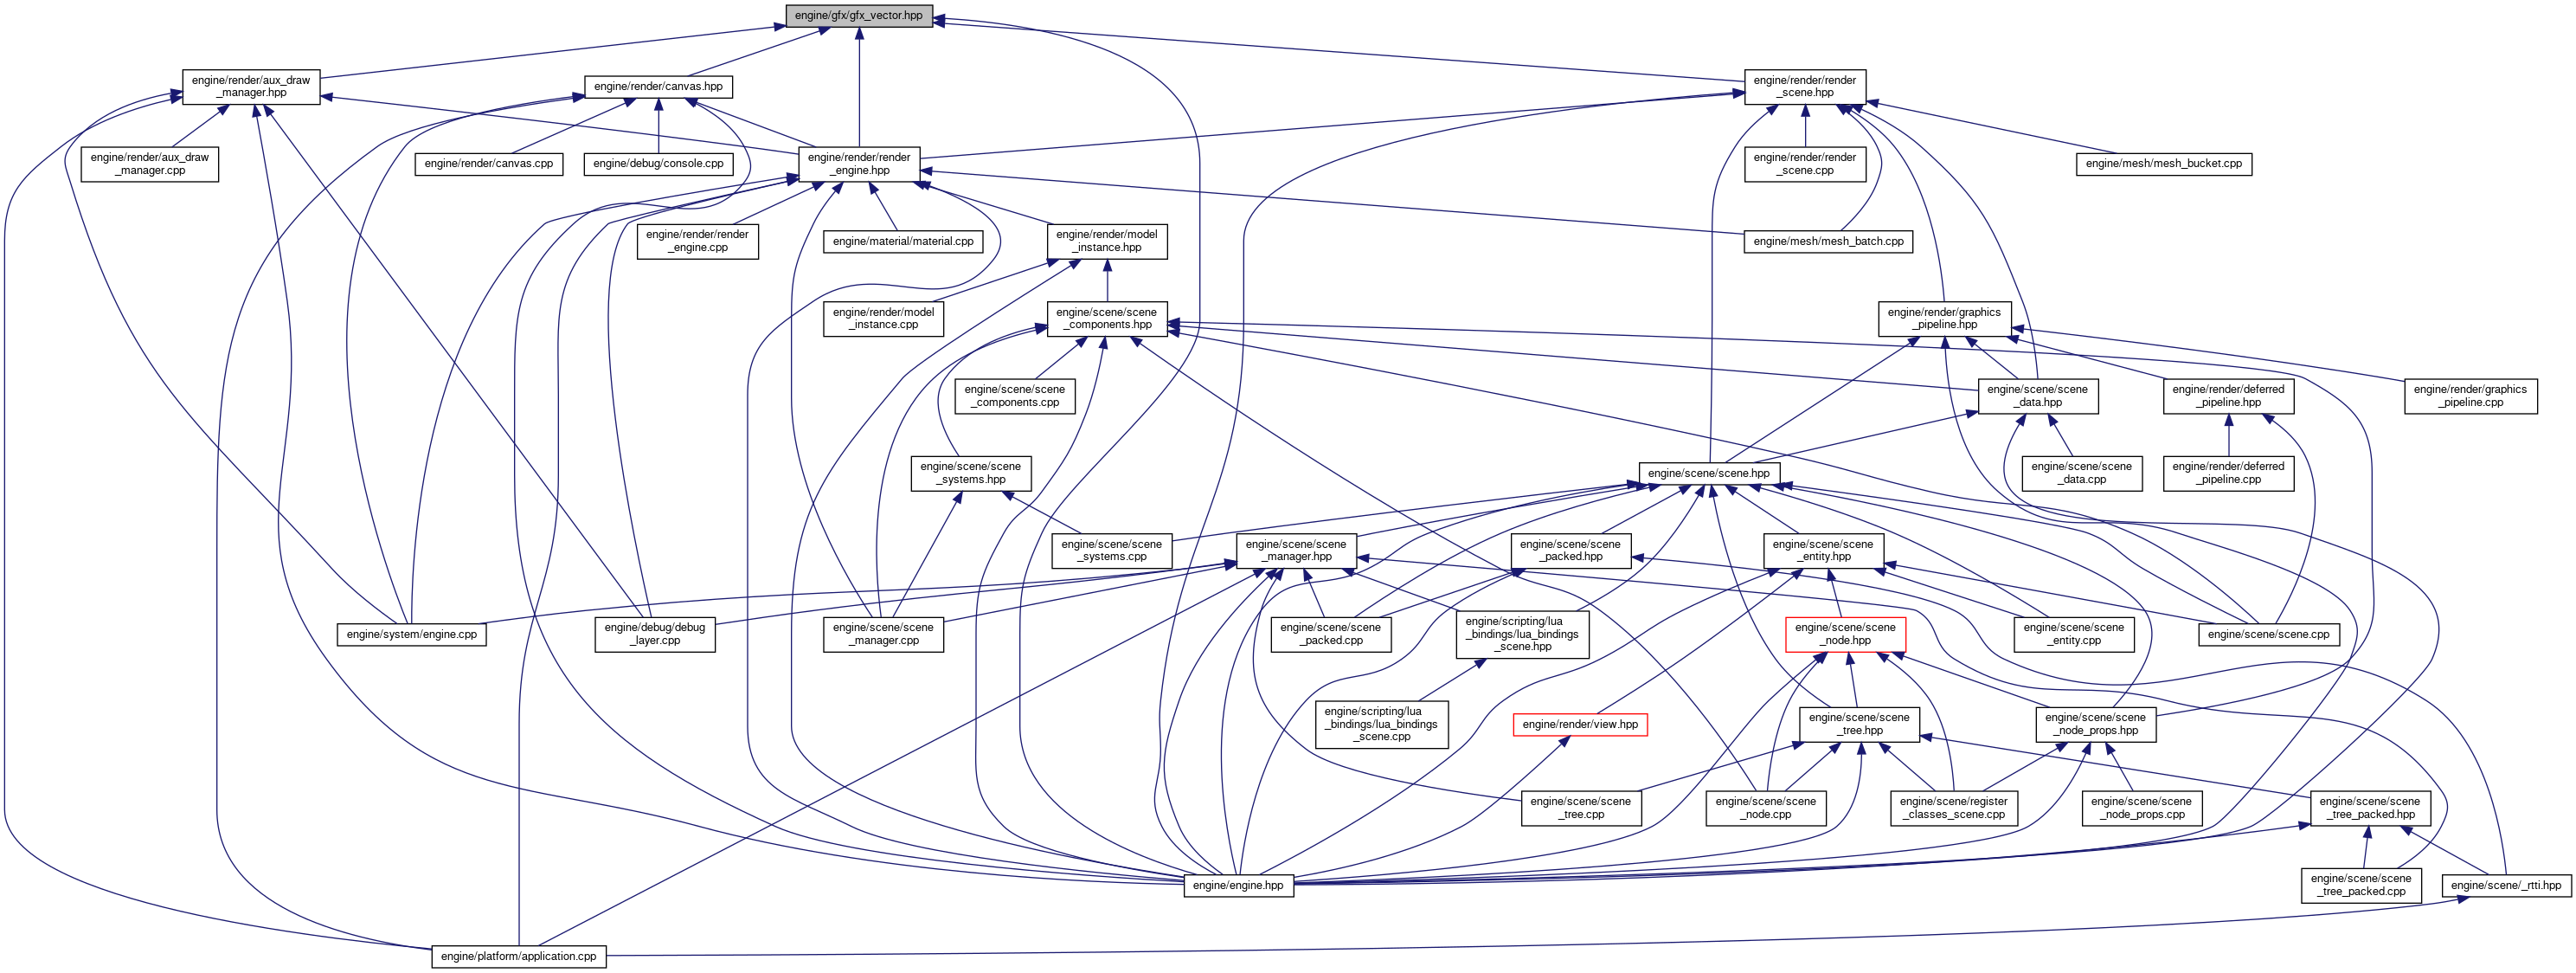 engine/gfx/gfx_vector.hpp
engine/render/aux_draw
_manager.hpp
engine/render/canvas.hpp
engine/render/render
_scene.hpp
engine/render/aux_draw
_manager.cpp
engine/render/canvas.cpp
engine/debug/console.cpp
engine/render/render
_engine.hpp
engine/render/render
_scene.cpp
engine/mesh/mesh_bucket.cpp
engine/render/render
_engine.cpp
engine/material/material.cpp
engine/render/model
_instance.hpp
engine/mesh/mesh_batch.cpp
engine/render/model
_instance.cpp
engine/scene/scene
_components.hpp
engine/render/graphics
_pipeline.hpp
engine/scene/scene
_components.cpp
engine/scene/scene
_data.hpp
engine/render/deferred
_pipeline.hpp
engine/render/graphics
_pipeline.cpp
engine/scene/scene
_systems.hpp
engine/scene/scene.hpp
engine/scene/scene
_data.cpp
engine/render/deferred
_pipeline.cpp
engine/scene/scene
_systems.cpp
engine/scene/scene
_manager.hpp
engine/scene/scene
_packed.hpp
engine/scene/scene
_entity.hpp
engine/system/engine.cpp
engine/debug/debug
_layer.cpp
engine/scene/scene
_manager.cpp
engine/scene/scene
_packed.cpp
engine/scripting/lua
_bindings/lua_bindings
_scene.hpp
engine/scene/scene
_node.hpp
engine/scene/scene
_entity.cpp
engine/scene/scene.cpp
engine/scripting/lua
_bindings/lua_bindings
_scene.cpp
engine/render/view.hpp
engine/scene/scene
_tree.hpp
engine/scene/scene
_node_props.hpp
engine/scene/scene
_tree.cpp
engine/scene/scene
_node.cpp
engine/scene/register
_classes_scene.cpp
engine/scene/scene
_node_props.cpp
engine/scene/scene
_tree_packed.hpp
engine/engine.hpp
engine/scene/scene
_tree_packed.cpp
engine/scene/_rtti.hpp
engine/platform/application.cpp